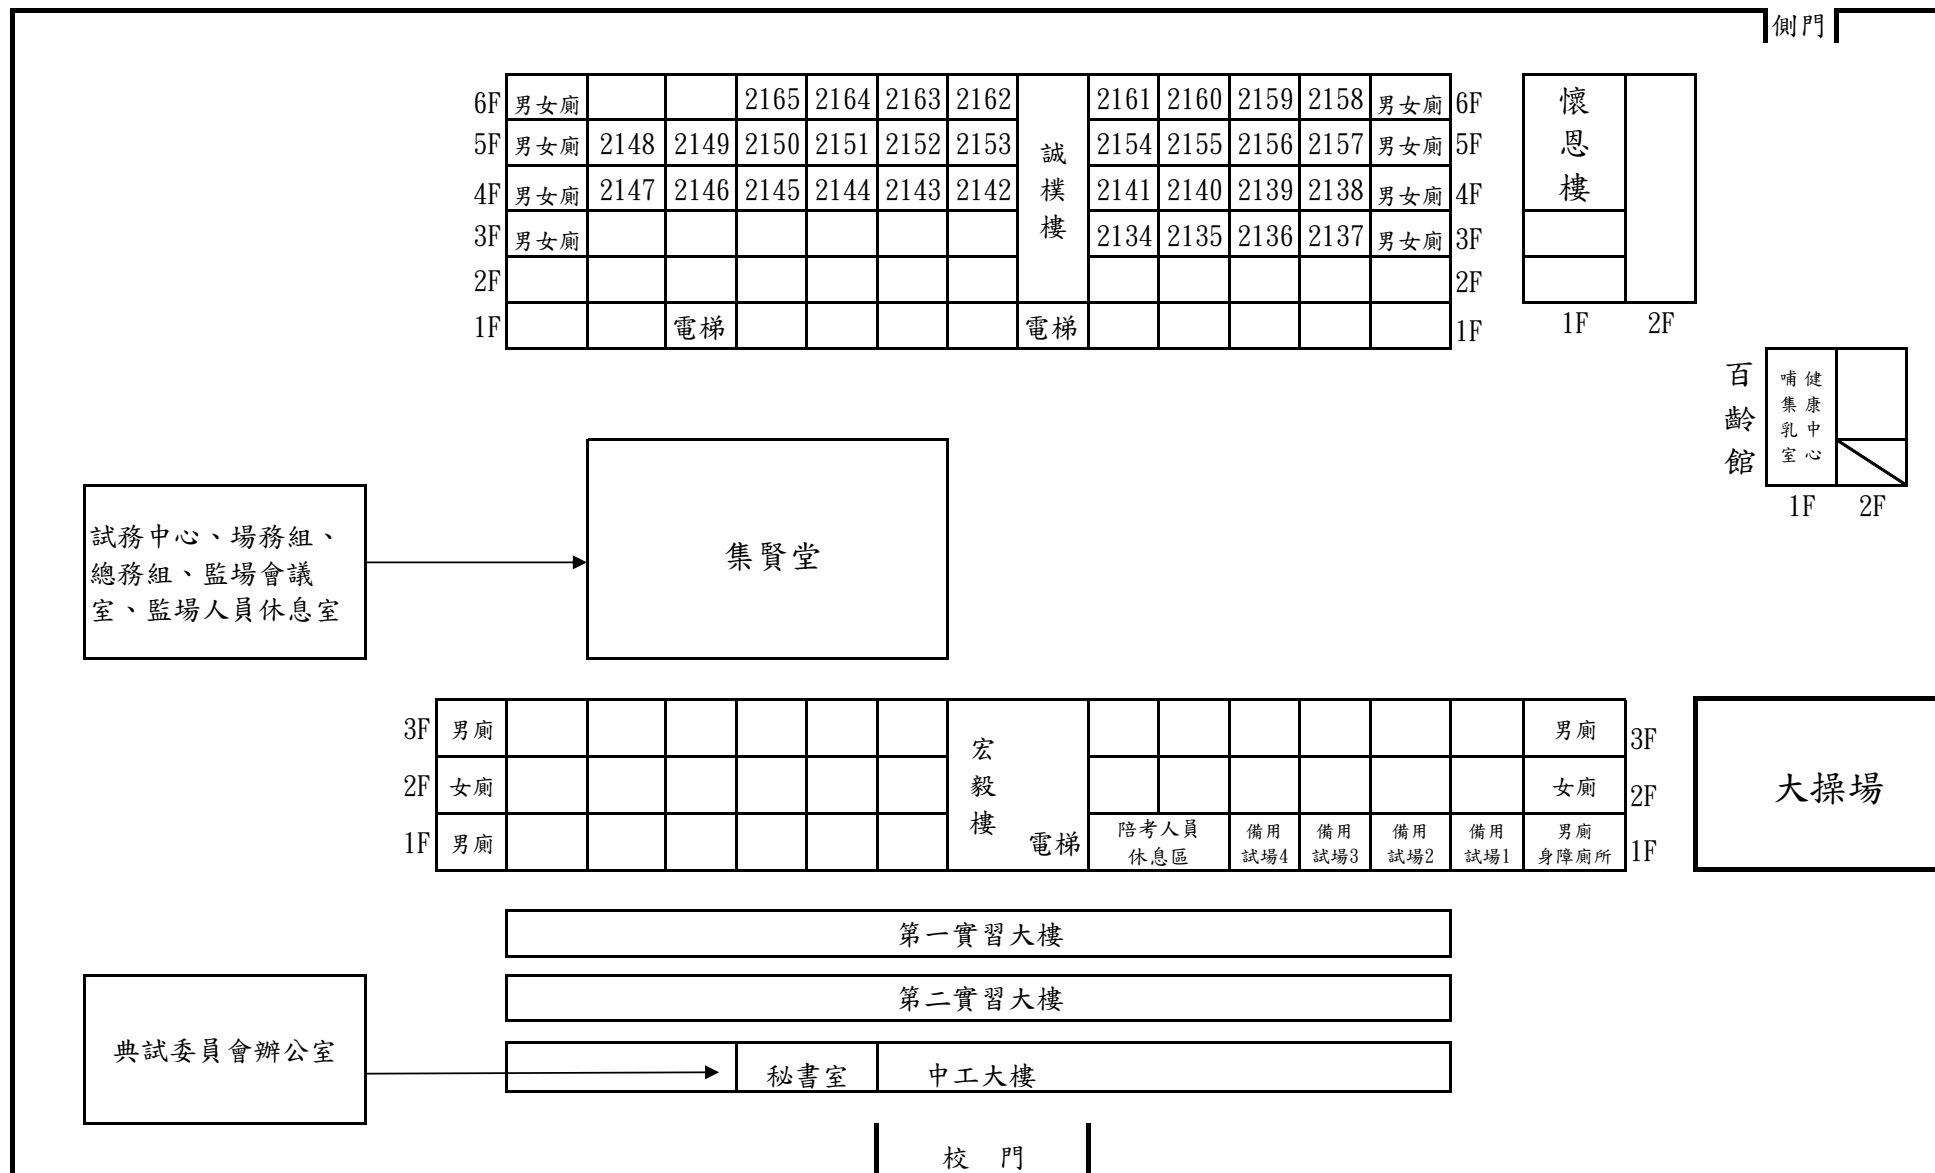 側門
6F 男女廁 2165 2164 2163 2162 2161 2160 2159 2158 男女廁 6F
5F 男女廁 2148 2149 2150 2151 2152 2153 2154 2155 2156 2157 男女廁 5F
4F 男女廁 2147 2146 2145 2144 2143 2142 2141 2140 2139 2138 男女廁 4F
3F 男女廁 2134 2135 2136 2137 男女廁 3F
2F 2F
1F 電梯 電梯 1F
誠樸樓
懷恩樓
1F 2F
百齡館
健康中心
哺集乳室
1F 2F
試務中心、場務組、
總務組、監場會議
室、監場人員休息室
集賢堂
3F 男廁 男廁 3F
2F 女廁 女廁 2F
1F 男廁
宏毅樓
電梯
陪考人員
休息區
備用
試場4
備用
試場3
備用
試場2
備用
試場1
男廁
身障廁所
1F
大操場
第一實習大樓
第二實習大樓
典試委員會辦公室
秘書室
中工大樓
校 門